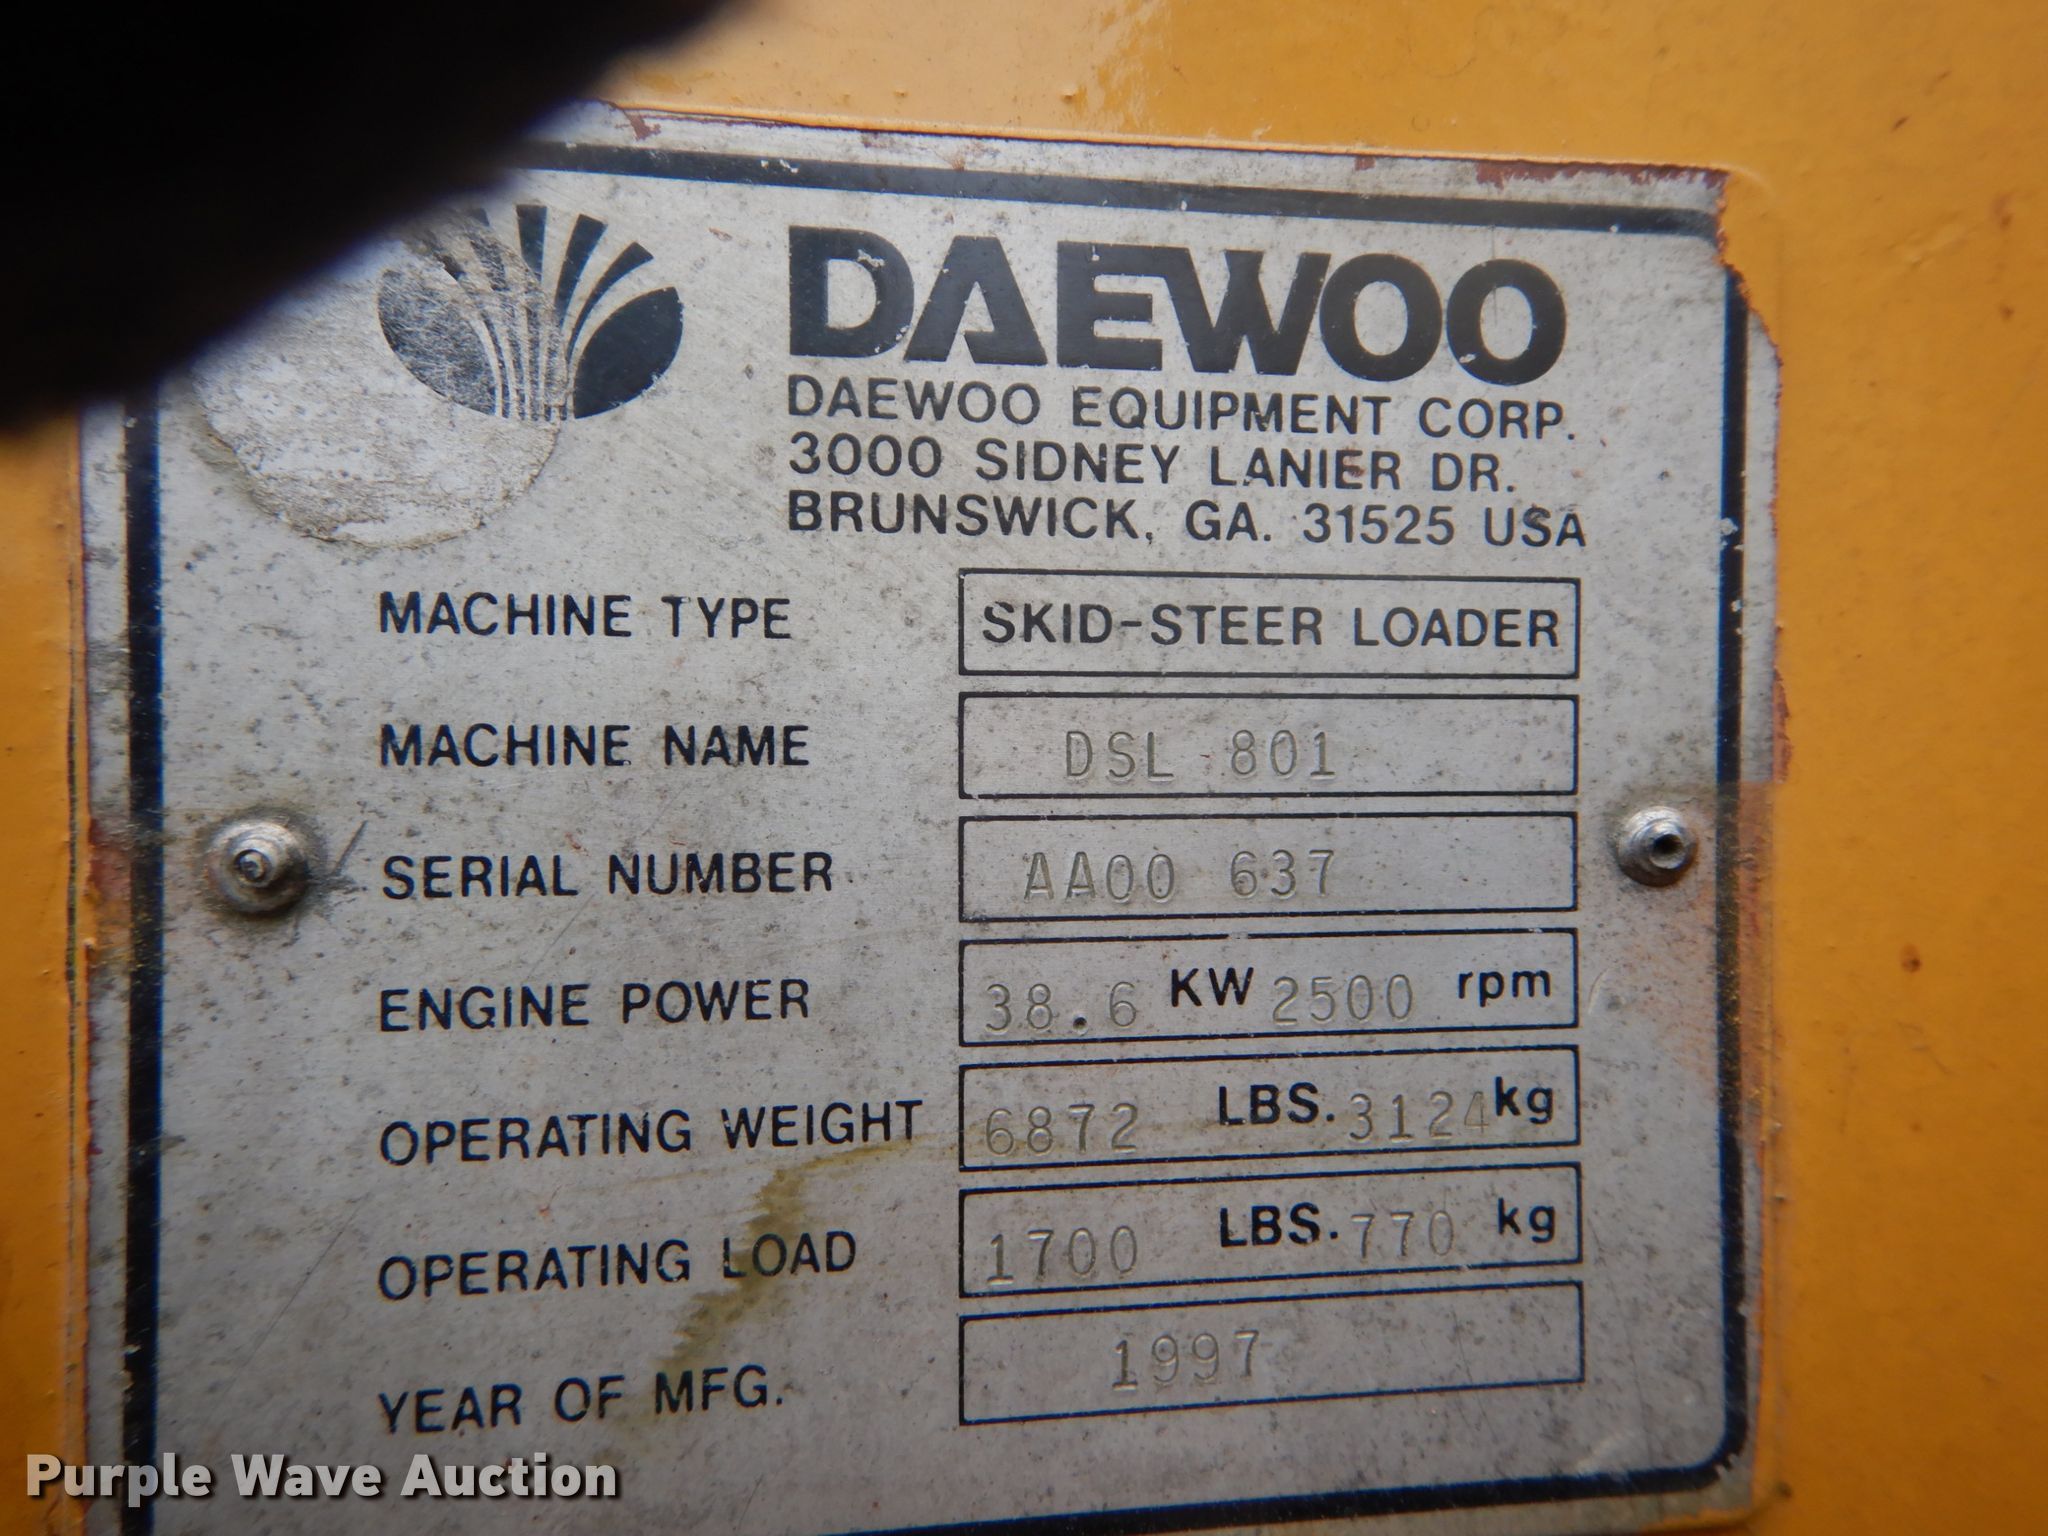 DAEWOO
DAEWOO EQUIPMENT CORP.
3000 SIDNEY LANIER DR.
BRUNSWICK, GA. 31525 USA
MACHINE TYPE SKID-STEER LOADER
MACHINE NAME DSL 801
SERIAL NUMBER AA00 637
ENGINE POWER 38.6 KW 2500 rpm
OPERATING WEIGHT 6872 LBS. 3124 kg
OPERATING LOAD 1700 LBS. 770 kg
YEAR OF MFG. 1997
Purple Wave Auction